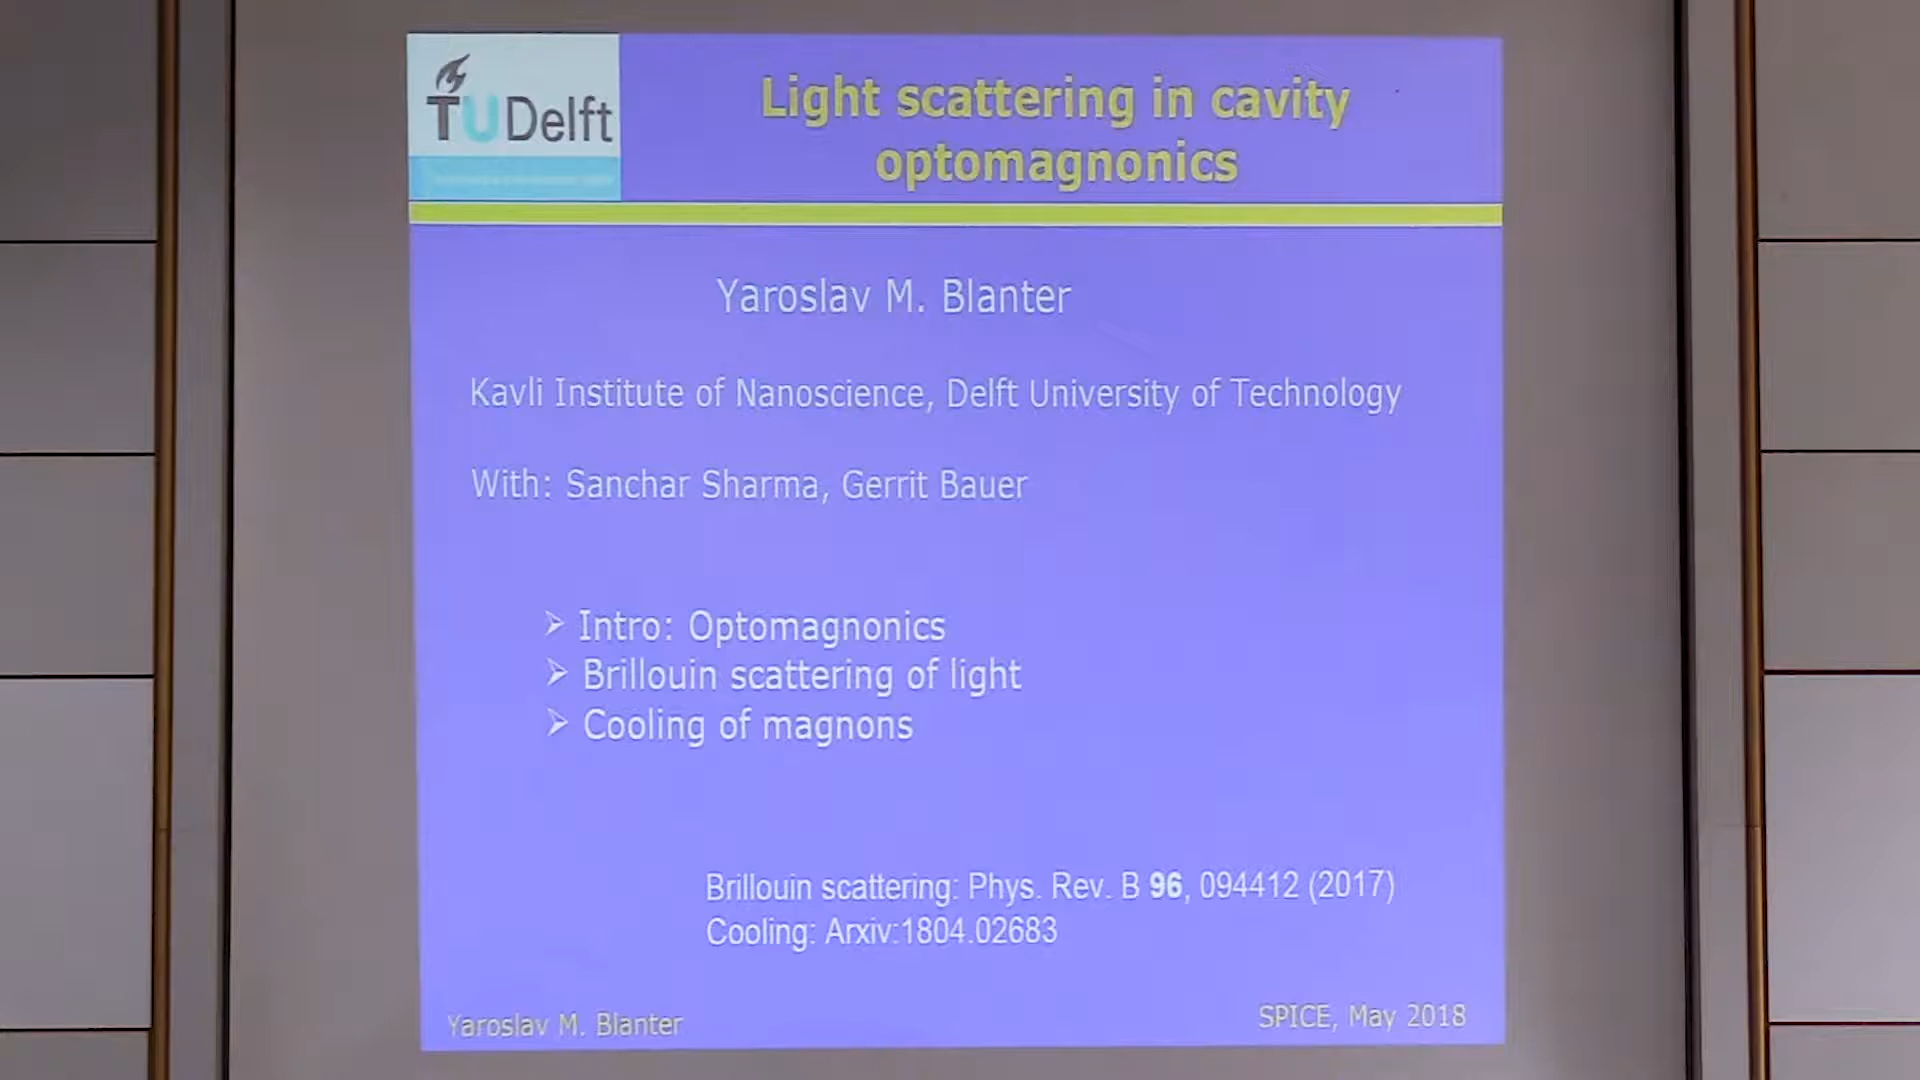 TU Delft
Light scattering in cavity
optomagnonics
Yaroslav M. Blanter
Kavli Institute of Nanoscience, Delft University of Technology
With: Sanchar Sharma, Gerrit Bauer
➢ Intro: Optomagnonics
➢ Brillouin scattering of light
➢ Cooling of magnons
Brillouin scattering: Phys. Rev. B 96, 094412 (2017)
Cooling: Arxiv:1804.02683
Yaroslav M. Blanter
SPICE, May 2018